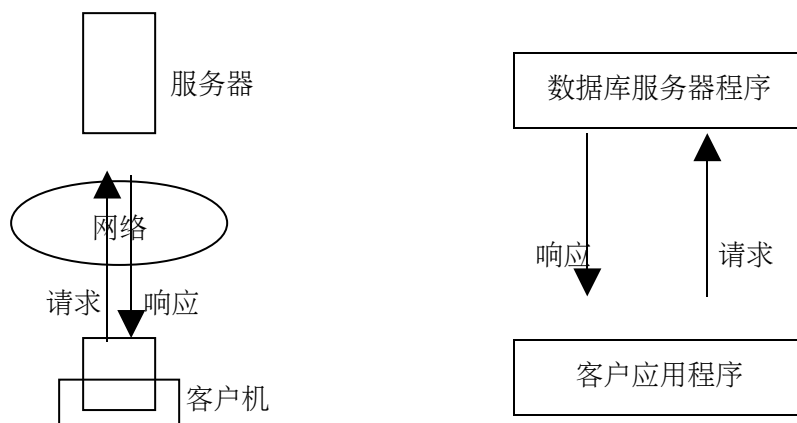 服务器
网络
请求
响应
客户机
数据库服务器程序
响应
请求
客户应用程序